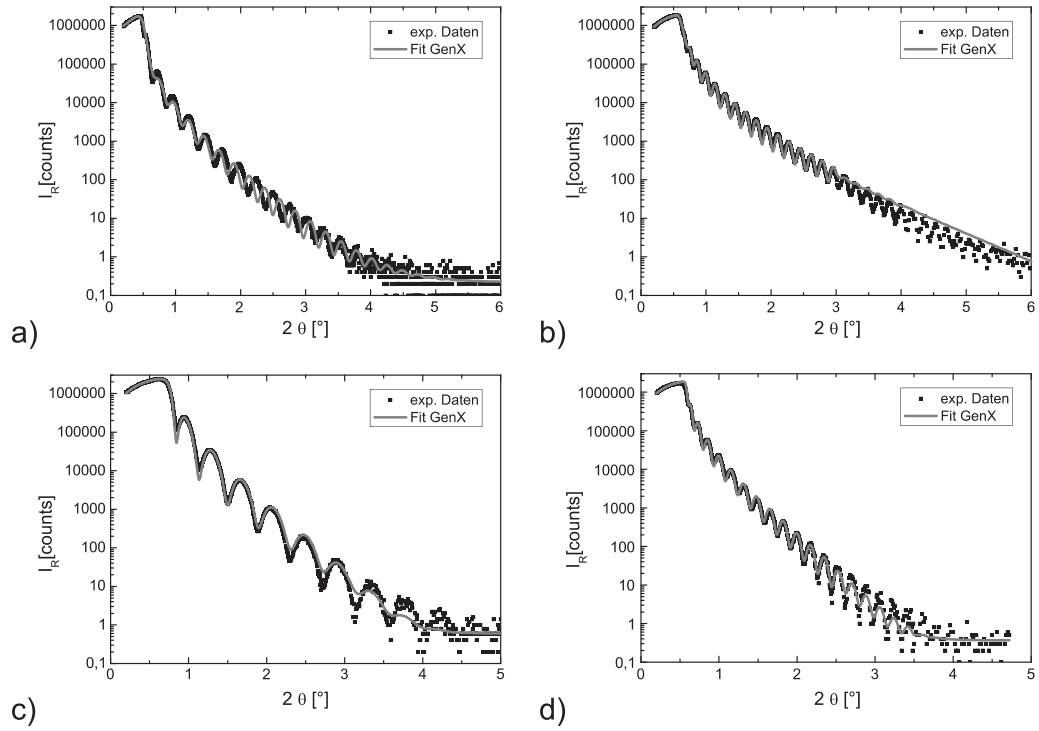 1000000
100000
10000
1000
100
10
1
0,1
I_R[counts]
0 1 2 3 4 5 6
2 θ [°]
exp. Daten
Fit GenX
a)
1000000
100000
10000
1000
100
10
1
0,1
I_R[counts]
0 1 2 3 4 5 6
2 θ [°]
exp. Daten
Fit GenX
b)
1000000
100000
10000
1000
100
10
1
0,1
I_R[counts]
0 1 2 3 4 5
2 θ [°]
exp. Daten
Fit GenX
c)
1000000
100000
10000
1000
100
10
1
0,1
I_R[counts]
0 1 2 3 4 5
2 θ [°]
exp. Daten
Fit GenX
d)